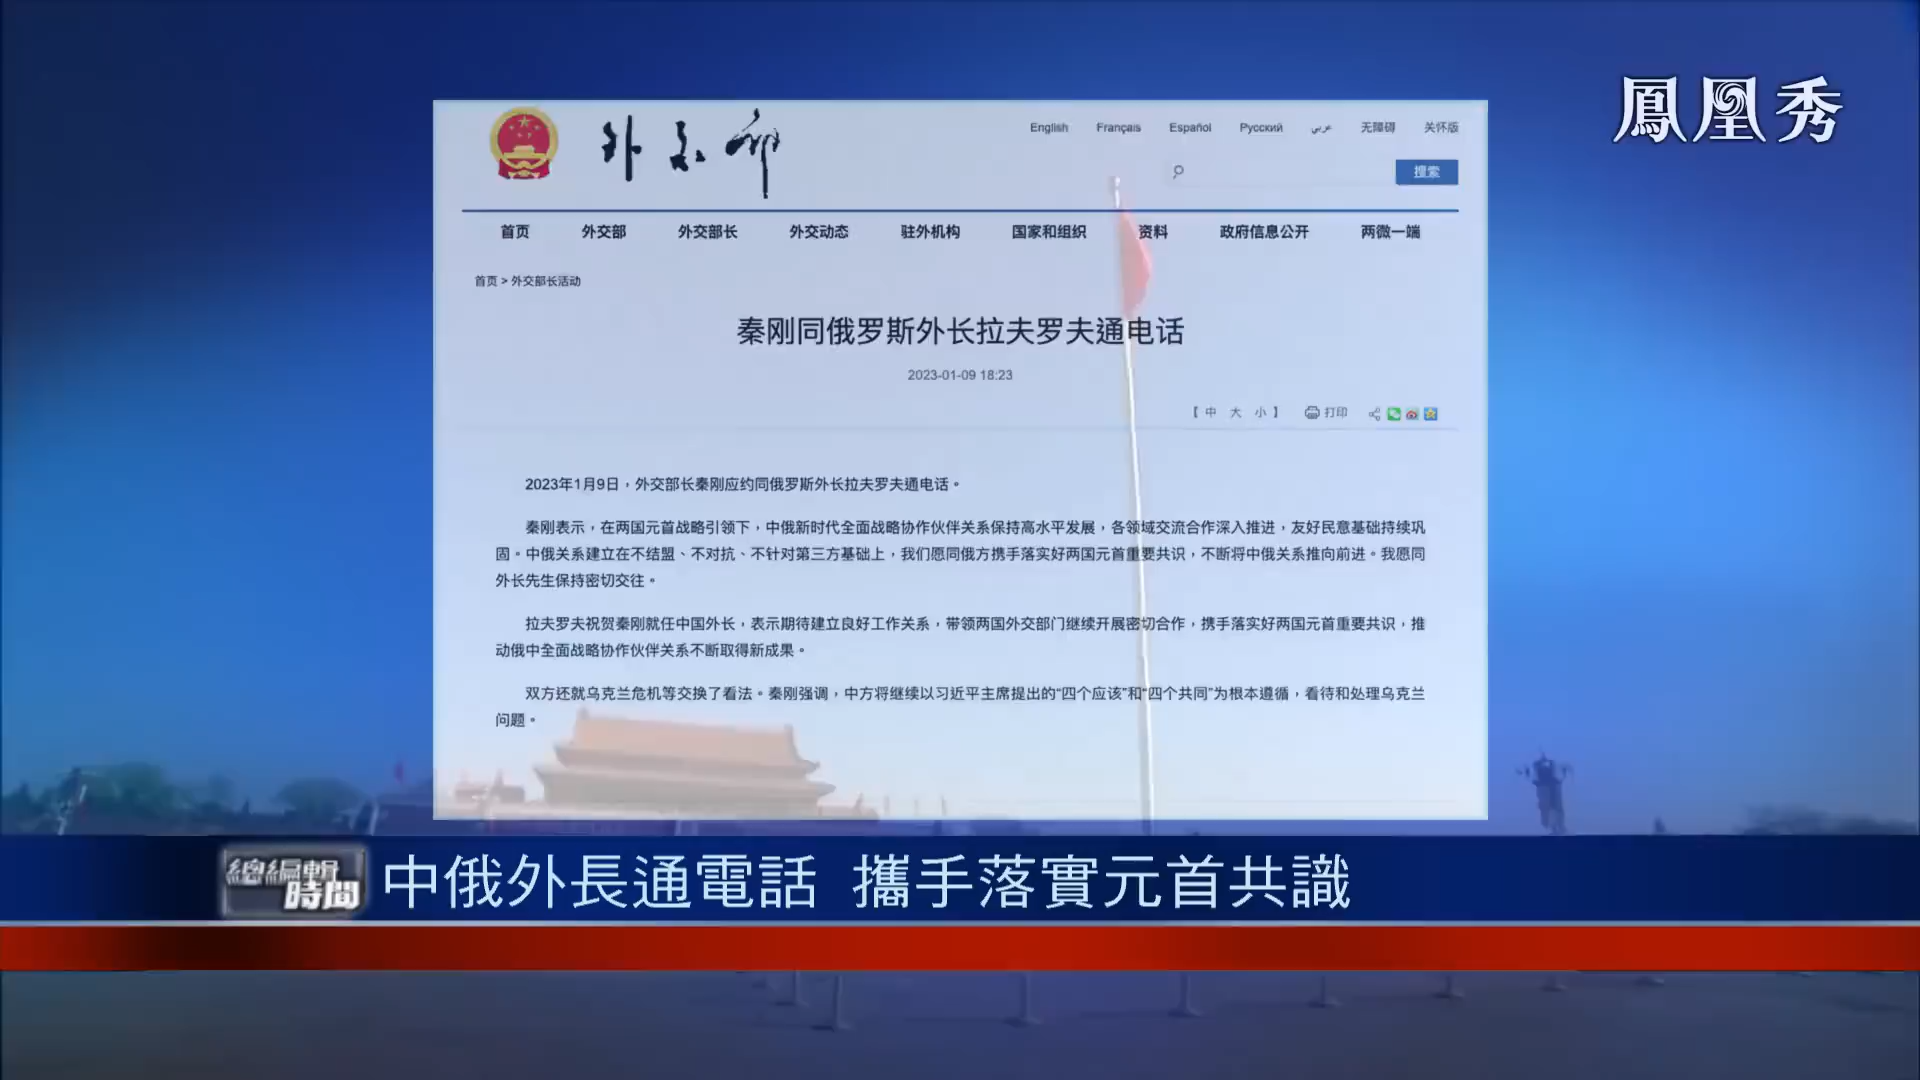 鳳凰秀
外交部
English Français Español Русский عربي 无障碍 关怀版
搜索
首页 外交部 外交部长 外交动态 驻外机构 国家和组织 资料 政府信息公开 两微一端
首页 > 外交部长活动
秦刚同俄罗斯外长拉夫罗夫通电话
2023-01-09 18:23
【 中 大 小 】 打印
2023年1月9日，外交部长秦刚应约同俄罗斯外长拉夫罗夫通电话。
秦刚表示，在两国元首战略引领下，中俄新时代全面战略协作伙伴关系保持高水平发展，各领域交流合作深入推进，友好民意基础持续巩
固。中俄关系建立在不结盟、不对抗、不针对第三方基础上，我们愿同俄方携手落实好两国元首重要共识，不断将中俄关系推向前进。我愿同
外长先生保持密切交往。
拉夫罗夫祝贺秦刚就任中国外长，表示期待建立良好工作关系，带领两国外交部门继续开展密切合作，携手落实好两国元首重要共识，推
动俄中全面战略协作伙伴关系不断取得新成果。
双方还就乌克兰危机等交换了看法。秦刚强调，中方将继续以习近平主席提出的“四个应该”和“四个共同”为根本遵循，看待和处理乌克兰
问题。
總編輯
時間
中俄外長通電話 攜手落實元首共識